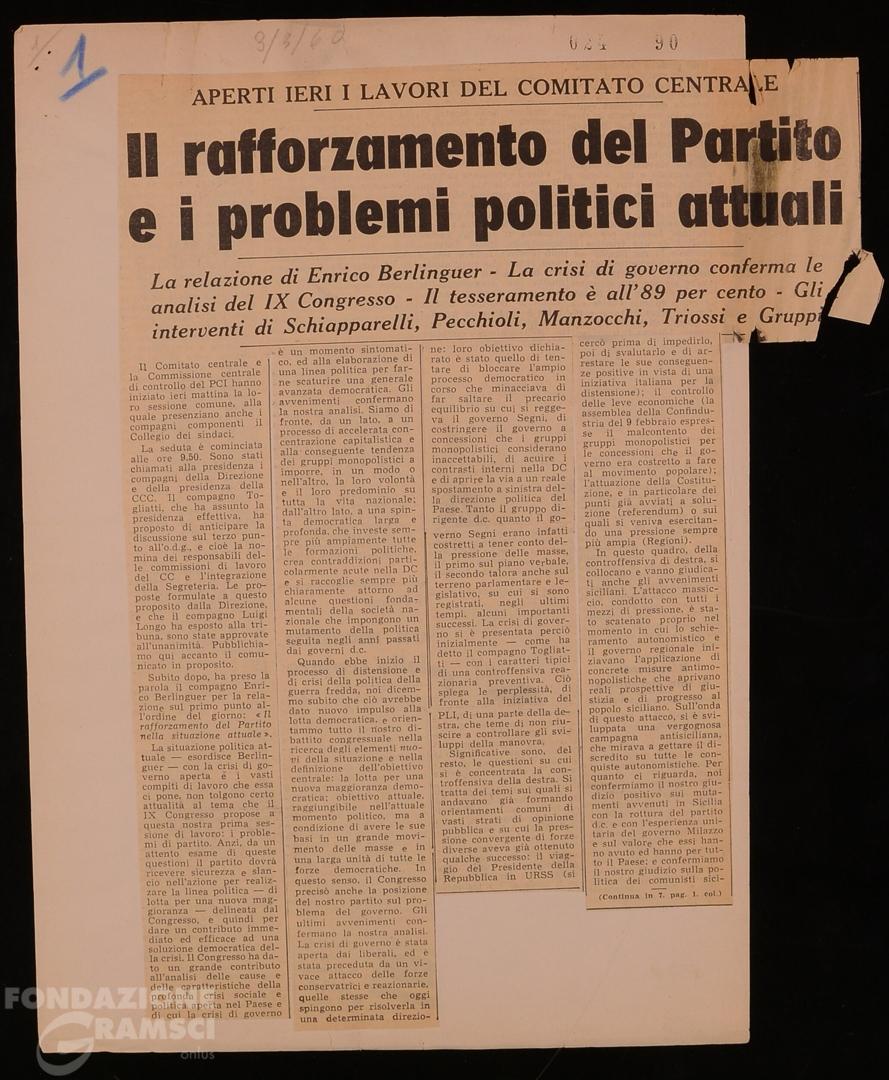 1
3/3/60
024 90
APERTI IERI I LAVORI DEL COMITATO CENTRALE
Il rafforzamento del Partito
e i problemi politici attuali
La relazione di Enrico Berlinguer - La crisi di governo conferma le
analisi del IX Congresso - Il tesseramento è all'89 per cento - Gli
interventi di Schiapparelli, Pecchioli, Manzocchi, Triossi e Gruppi
Il Comitato centrale e
la Commissione centrale
di controllo del PCI hanno
iniziato ieri mattina la lo-
ro sessione comune, alla
quale presenziano anche i
compagni componenti il
Collegio dei sindaci.
La seduta è cominciata
alle ore 9.50. Sono stati
chiamati alla presidenza i
compagni della Direzione
e della presidenza della
CCC. Il compagno To-
gliatti, che ha assunto la
presidenza effettiva, ha
proposto di anticipare la
discussione sul terzo punto
all'o.d.g., e cioè la no-
mina dei responsabili del-
le commissioni di lavoro
del CC e l'integrazione
della Segreteria. Le pro-
poste formulate a questo
proposito dalla Direzione,
e che il compagno Luigi
Longo ha esposto alla tri-
buna, sono state approvate
all'unanimità. Pubblichia-
mo qui accanto il comu-
nicato in proposito.
Subito dopo, ha preso la
parola il compagno Enri-
co Berlinguer per la rela-
zione sul primo punto al-
l'ordine del giorno: «Il
rafforzamento del Partito
nella situazione attuale».
La situazione politica at-
tuale — esordisce Berlin-
guer — con la crisi di go-
verno aperta e i vasti
compiti di lavoro che essa
ci pone, non tolgono certo
attualità al tema che il
IX Congresso propose a
questa nostra prima ses-
sione di lavoro: i proble-
mi di partito. Anzi, da un
attento esame di queste
questioni il partito dovrà
ricevere sicurezza e slan-
cio nell'azione per realiz-
zare la linea politica — di
lotta per una nuova mag-
gioranza — delineata dal
Congresso, e quindi per
dare un contributo imme-
diato ed efficace ad una
soluzione democratica del-
la crisi. Il Congresso ha da-
to un grande contributo
all'analisi delle cause e
delle caratteristiche della
profonda crisi sociale e
politica aperta nel Paese e
di cui la crisi di governo
è un momento sintomati-
co, ed alla elaborazione di
una linea politica per far-
ne scaturire una generale
avanzata democratica. Gli
avvenimenti confermano
la nostra analisi. Siamo di
fronte, da un lato, a un
processo di accelerata con-
centrazione capitalistica e
alla conseguente tendenza
dei gruppi monopolistici a
imporre, in un modo o
nell'altro, la loro volontà
e il loro predominio su
tutta la vita nazionale;
dall'altro lato, a una spin-
ta democratica larga e
profonda, che investe sem-
pre più ampiamente tutte
le formazioni politiche,
crea contraddizioni parti-
colarmente acute nella DC
e si raccoglie sempre più
chiaramente attorno ad
alcune questioni fonda-
mentali della società na-
zionale che impongono un
mutamento della politica
seguita negli anni passati
dai governi d.c.
Quando ebbe inizio il
processo di distensione e
di crisi della politica della
guerra fredda, noi dicem-
mo subito che ciò avrebbe
dato nuovo impulso alla
lotta democratica, e orien-
tammo tutto il nostro di-
battito congressuale nella
ricerca degli elementi nuo-
vi della situazione e nella
definizione dell'obiettivo
centrale: la lotta per una
nuova maggioranza demo-
cratica; obiettivo attuale,
raggiungibile nell'attuale
momento politico, ma a
condizione di avere le sue
basi in un grande movi-
mento delle masse e in
una larga unità di tutte le
forze democratiche. In
questo senso, il Congresso
precisò anche la posizione
del nostro partito sul pro-
blema del governo. Gli
ultimi avvenimenti con-
fermano la nostra analisi.
La crisi di governo è stata
aperta dai liberali, ed è
stata preceduta da un vi-
vace attacco delle forze
conservatrici e reazionarie,
quelle stesse che oggi
spingono per risolverla in
una determinata direzio-
ne: loro obiettivo dichia-
rato è stato quello di ten-
tare di bloccare l'ampio
processo democratico in
corso che minacciava di
far saltare il precario
equilibrio su cui si regge-
va il governo Segni, di
costringere il governo a
concessioni che i gruppi
monopolistici considerano
inaccettabili, di acuire i
contrasti interni nella DC
e di aprire la via a un reale
spostamento a sinistra del-
la direzione politica del
Paese. Tanto il gruppo di-
rigente d.c. quanto il go-
verno Segni erano infatti
costretti a tener conto del-
la pressione delle masse,
il primo sul piano verbale,
il secondo talora anche sul
terreno parlamentare e le-
gislativo, su cui si sono
registrati, negli ultimi
tempi, alcuni importanti
successi. La crisi di gover-
no si è presentata perciò
inizialmente — come ha
detto il compagno Togliat-
ti — con i caratteri tipici
di una controffensiva rea-
zionaria preventiva. Ciò
spiega le perplessità, di
fronte alla iniziativa del
PLI, di una parte della de-
stra, che teme di non riu-
scire a controllare gli svi-
luppi della manovra.
Significative sono, del
resto, le questioni su cui
si è concentrata la con-
troffensiva della destra. Si
tratta dei temi sui quali si
andavano già formando
orientamenti comuni di
vasti strati di opinione
pubblica e su cui la pres-
sione convergente di forze
diverse aveva già ottenuto
qualche successo: il viag-
gio del Presidente della
Repubblica in URSS (si
cercò prima di impedirlo,
poi di svalutarlo e di ar-
restare le sue conseguen-
ze positive in vista di una
iniziativa italiana per la
distensione); il controllo
delle leve economiche (la
assemblea della Confindu-
stria del 9 febbraio espres-
se il malcontento dei
gruppi monopolistici per
le concessioni che il go-
verno era costretto a fare
al movimento popolare);
l'attuazione della Costitu-
zione, e in particolare dei
punti già avviati a solu-
zione (referendum) o sui
quali si veniva esercitan-
do una pressione sempre
più ampia (Regioni).
In questo quadro, della
controffensiva di destra, si
collocano e vanno giudica-
ti anche gli avvenimenti
siciliani. L'attacco massic-
cio, condotto con tutti i
mezzi di pressione, è sta-
to scatenato proprio nel
momento in cui lo schie-
ramento autonomistico e
il governo regionale ini-
ziavano l'applicazione di
concrete misure antimo-
nopolistiche che aprivano
reali prospettive di giu-
stizia e di progresso al
popolo siciliano. Sull'onda
di questo attacco, si è svi-
luppata una vergognosa
campagna antisiciliana,
che mirava a gettare il di-
scredito su tutte le con-
quiste autonomistiche. Per
quanto ci riguarda, noi
confermiamo il nostro giu-
dizio positivo sui muta-
menti avvenuti in Sicilia
con la rottura del partito
d.c. e con l'esperienza uni-
taria del governo Milazzo
e sul valore che essi han-
no avuto ed hanno per tut-
to il Paese; e confermiamo
il nostro giudizio sulla po-
litica dei comunisti sici-
(Continua in 7. pag. 1. col.)
FONDAZIONE
GRAMSCI
onlus